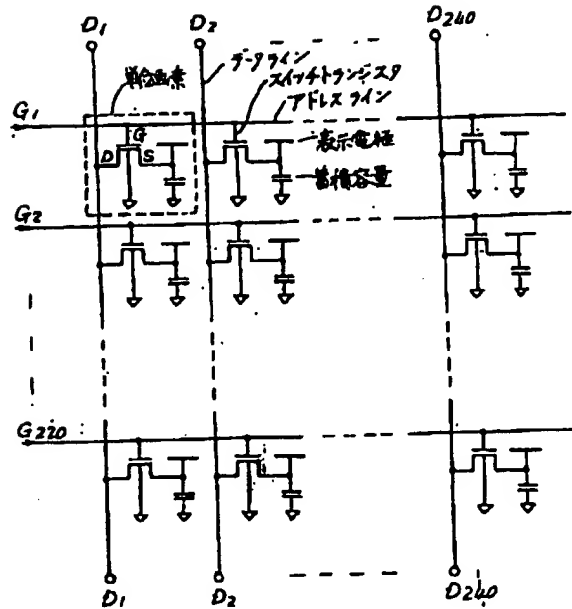 D1
D2
D240
データライン
スイッチトランジスタ
アドレスライン
単位画素
G1
G
D
S
表示電極
蓄積容量
G2
G220
D1
D2
D240